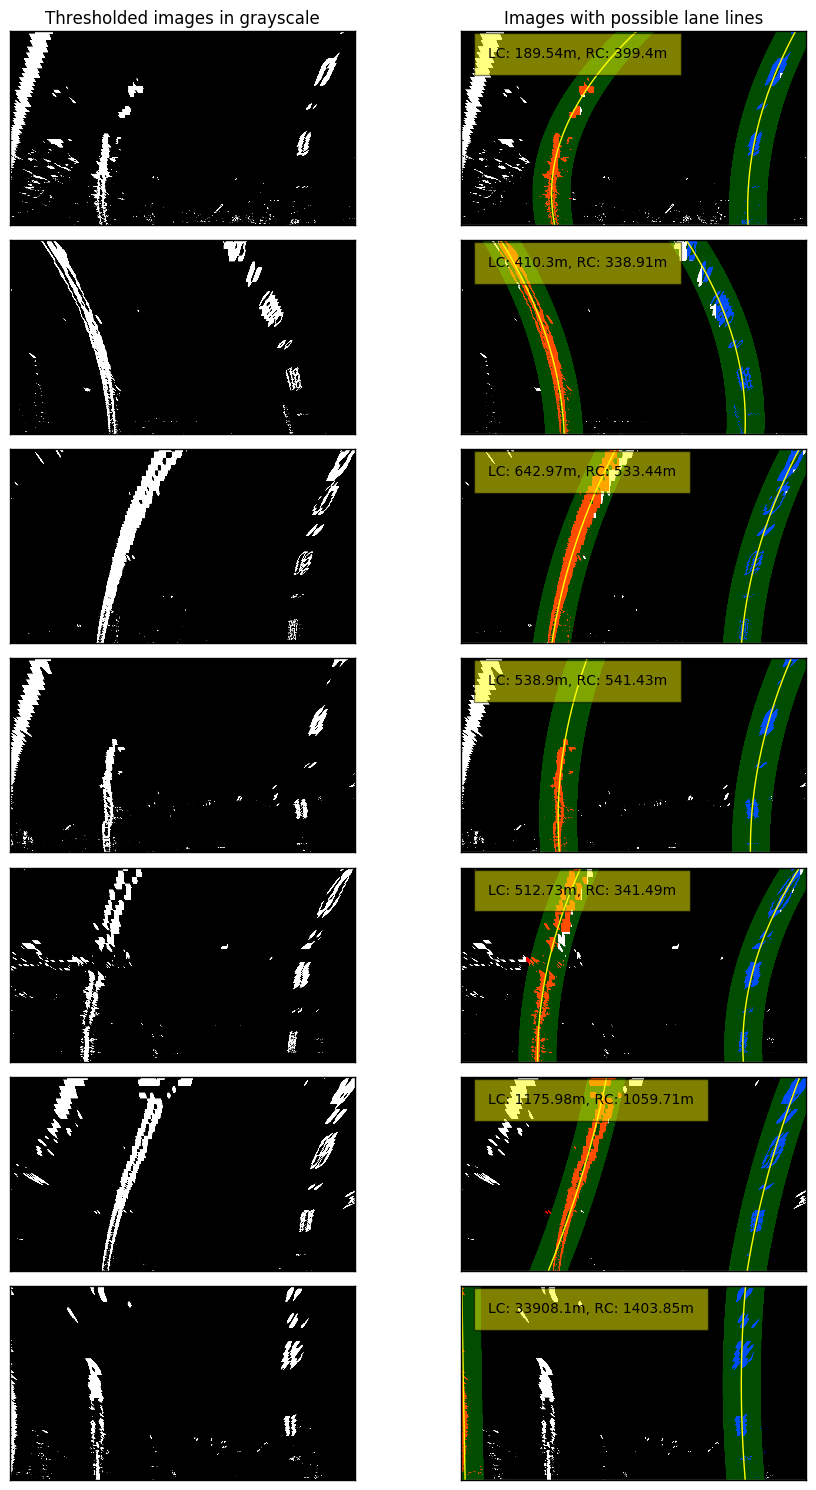 Thresholded images in grayscale
Images with possible lane lines
LC: 189.54m, RC: 399.4m
LC: 410.3m, RC: 338.91m
LC: 642.97m, RC: 533.44m
LC: 538.9m, RC: 541.43m
LC: 512.73m, RC: 341.49m
LC: 1175.98m, RC: 1059.71m
LC: 33908.1m, RC: 1403.85m